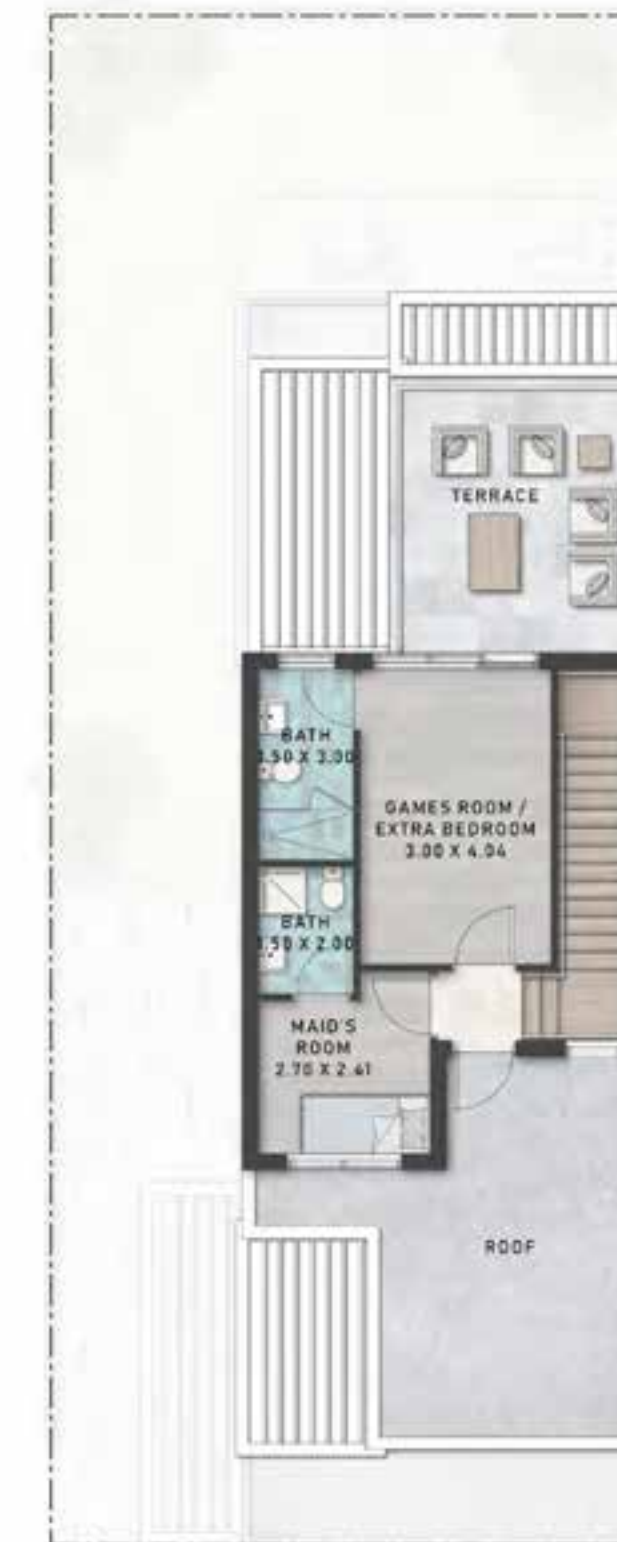 TERRACE
BATH
1.50 X 3.00
GAMES ROOM /
EXTRA BEDROOM
3.00 X 4.04
BATH
1.50 X 2.00
MAID'S
ROOM
2.70 X 2.41
ROOF